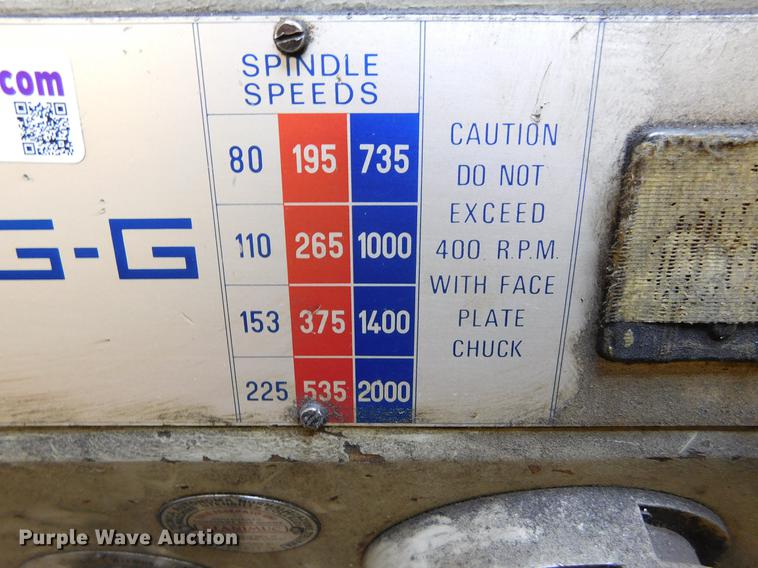 com
G-G
SPINDLE
SPEEDS
80 195 735
110 265 1000
153 375 1400
225 535 2000
CAUTION
DO NOT
EXCEED
400 R.P.M.
WITH FACE
PLATE
CHUCK
Purple Wave Auction